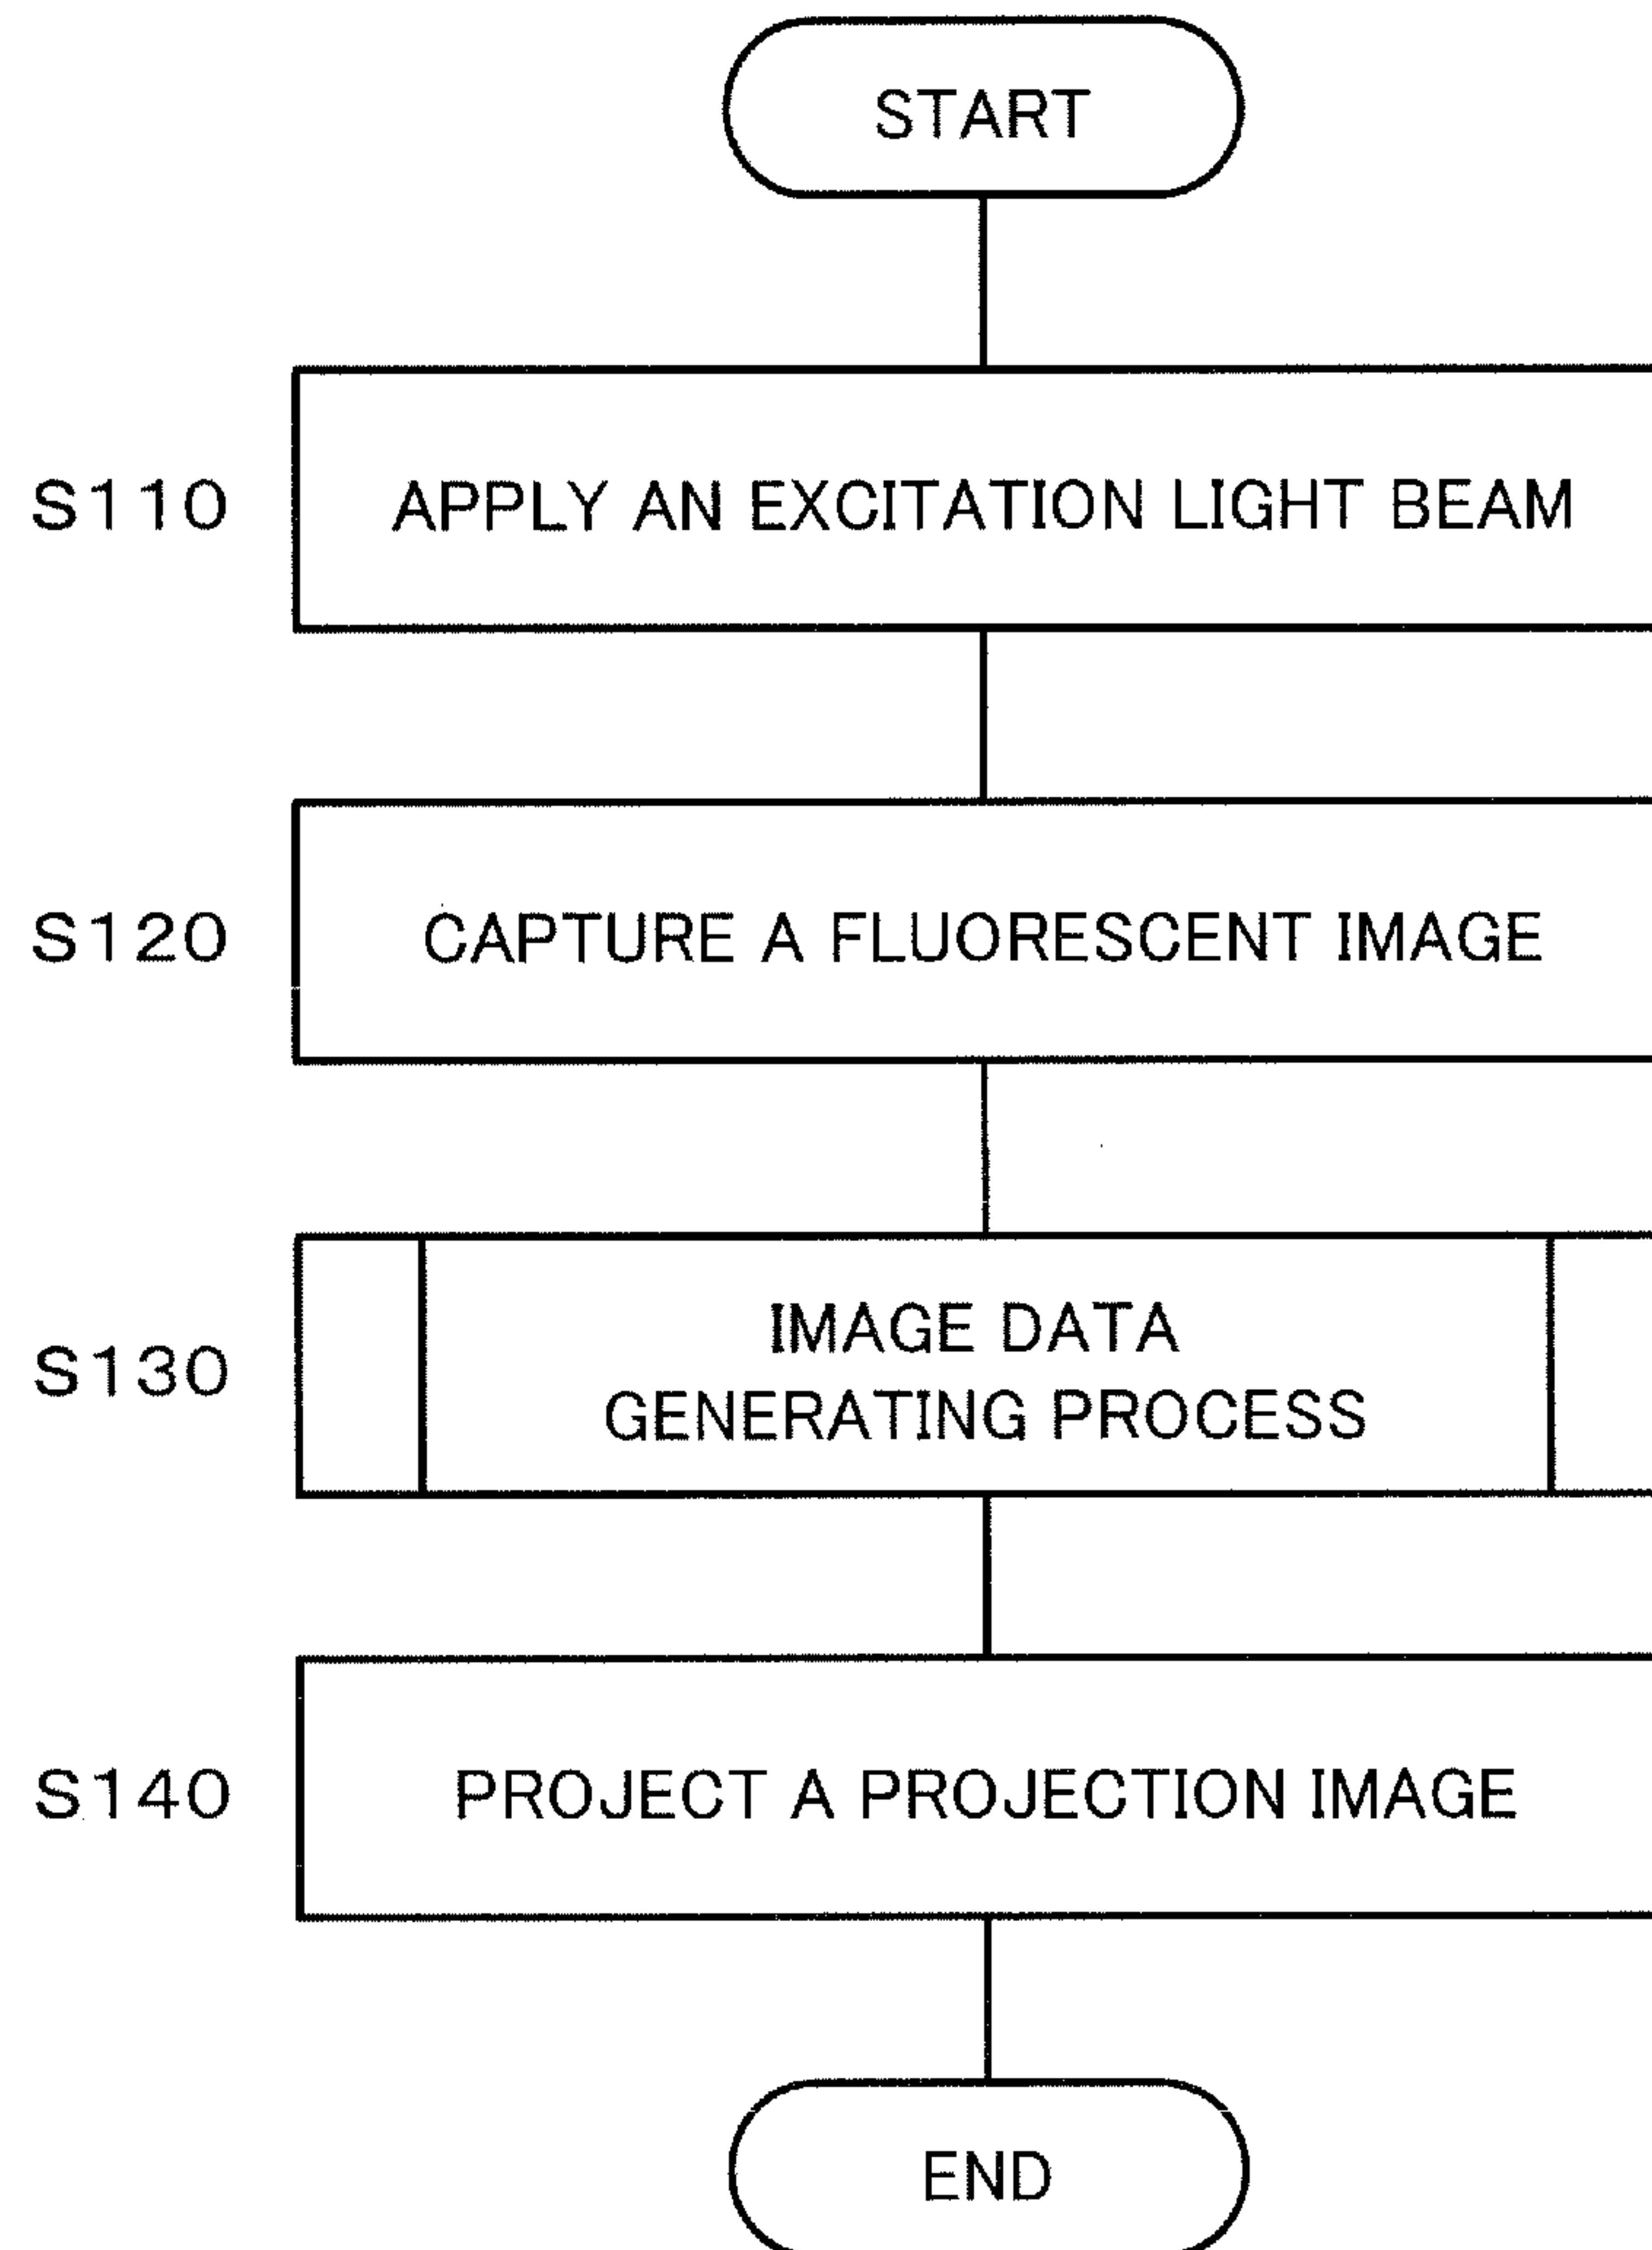 START
S110 APPLY AN EXCITATION LIGHT BEAM
S120 CAPTURE A FLUORESCENT IMAGE
S130 IMAGE DATA
GENERATING PROCESS
S140 PROJECT A PROJECTION IMAGE
END